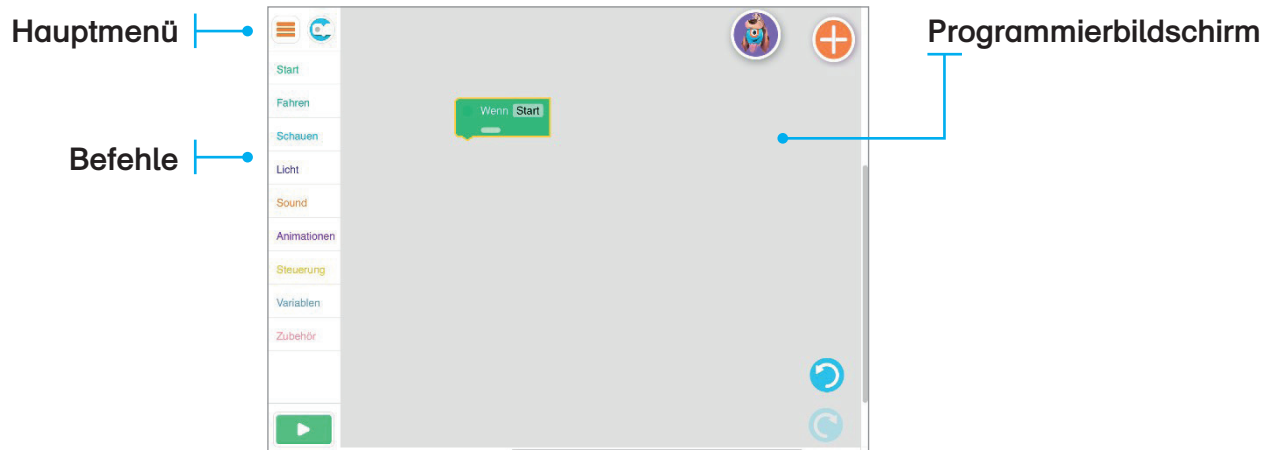 Hauptmenü
Programmierbildschirm
Start
Fahren
Wenn Start
Schauen
Befehle
Licht
Sound
Animationen
Steuerung
Variablen
Zubehör